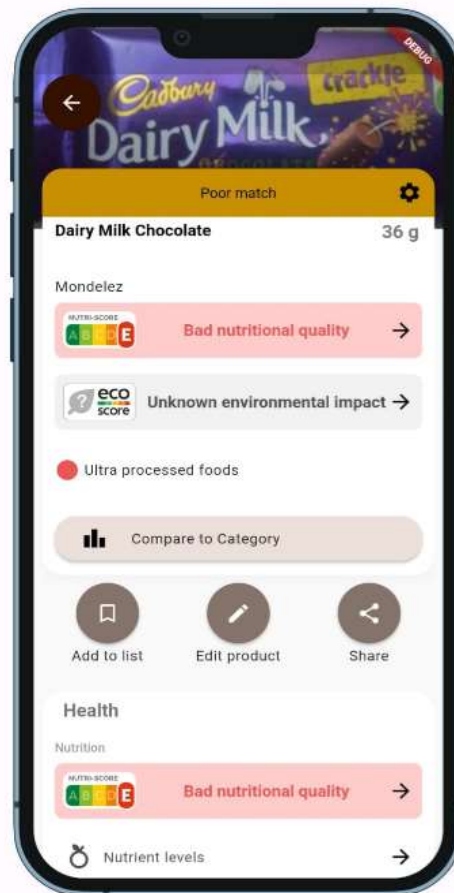 DEBUG
Cadbury
crackle
Dairy Milk
CHOCOLATE
Poor match
Dairy Milk Chocolate 36 g
Mondelez
NUTRI-SCORE
A B C D E Bad nutritional quality
?
eco
score
Unknown environmental impact
Ultra processed foods
Compare to Category
Add to list Edit product Share
Health
Nutrition
NUTRI-SCORE
A B C D E Bad nutritional quality
Nutrient levels